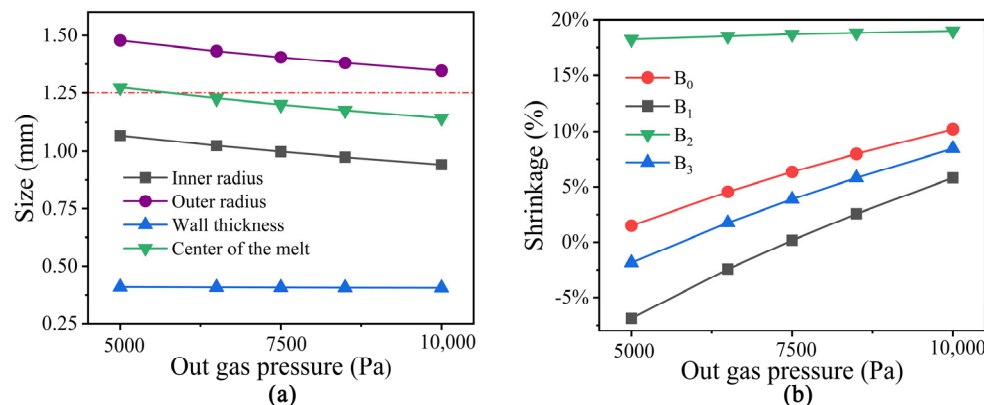 1.50
1.25
1.00
0.75
0.50
0.25
Size (mm)
Inner radius
Outer radius
Wall thickness
Center of the melt
5000
7500
10,000
Out gas pressure (Pa)
(a)
20%
15%
10%
5%
0%
-5%
Shrinkage (%)
B₀
B₁
B₂
B₃
5000
7500
10,000
Out gas pressure (Pa)
(b)